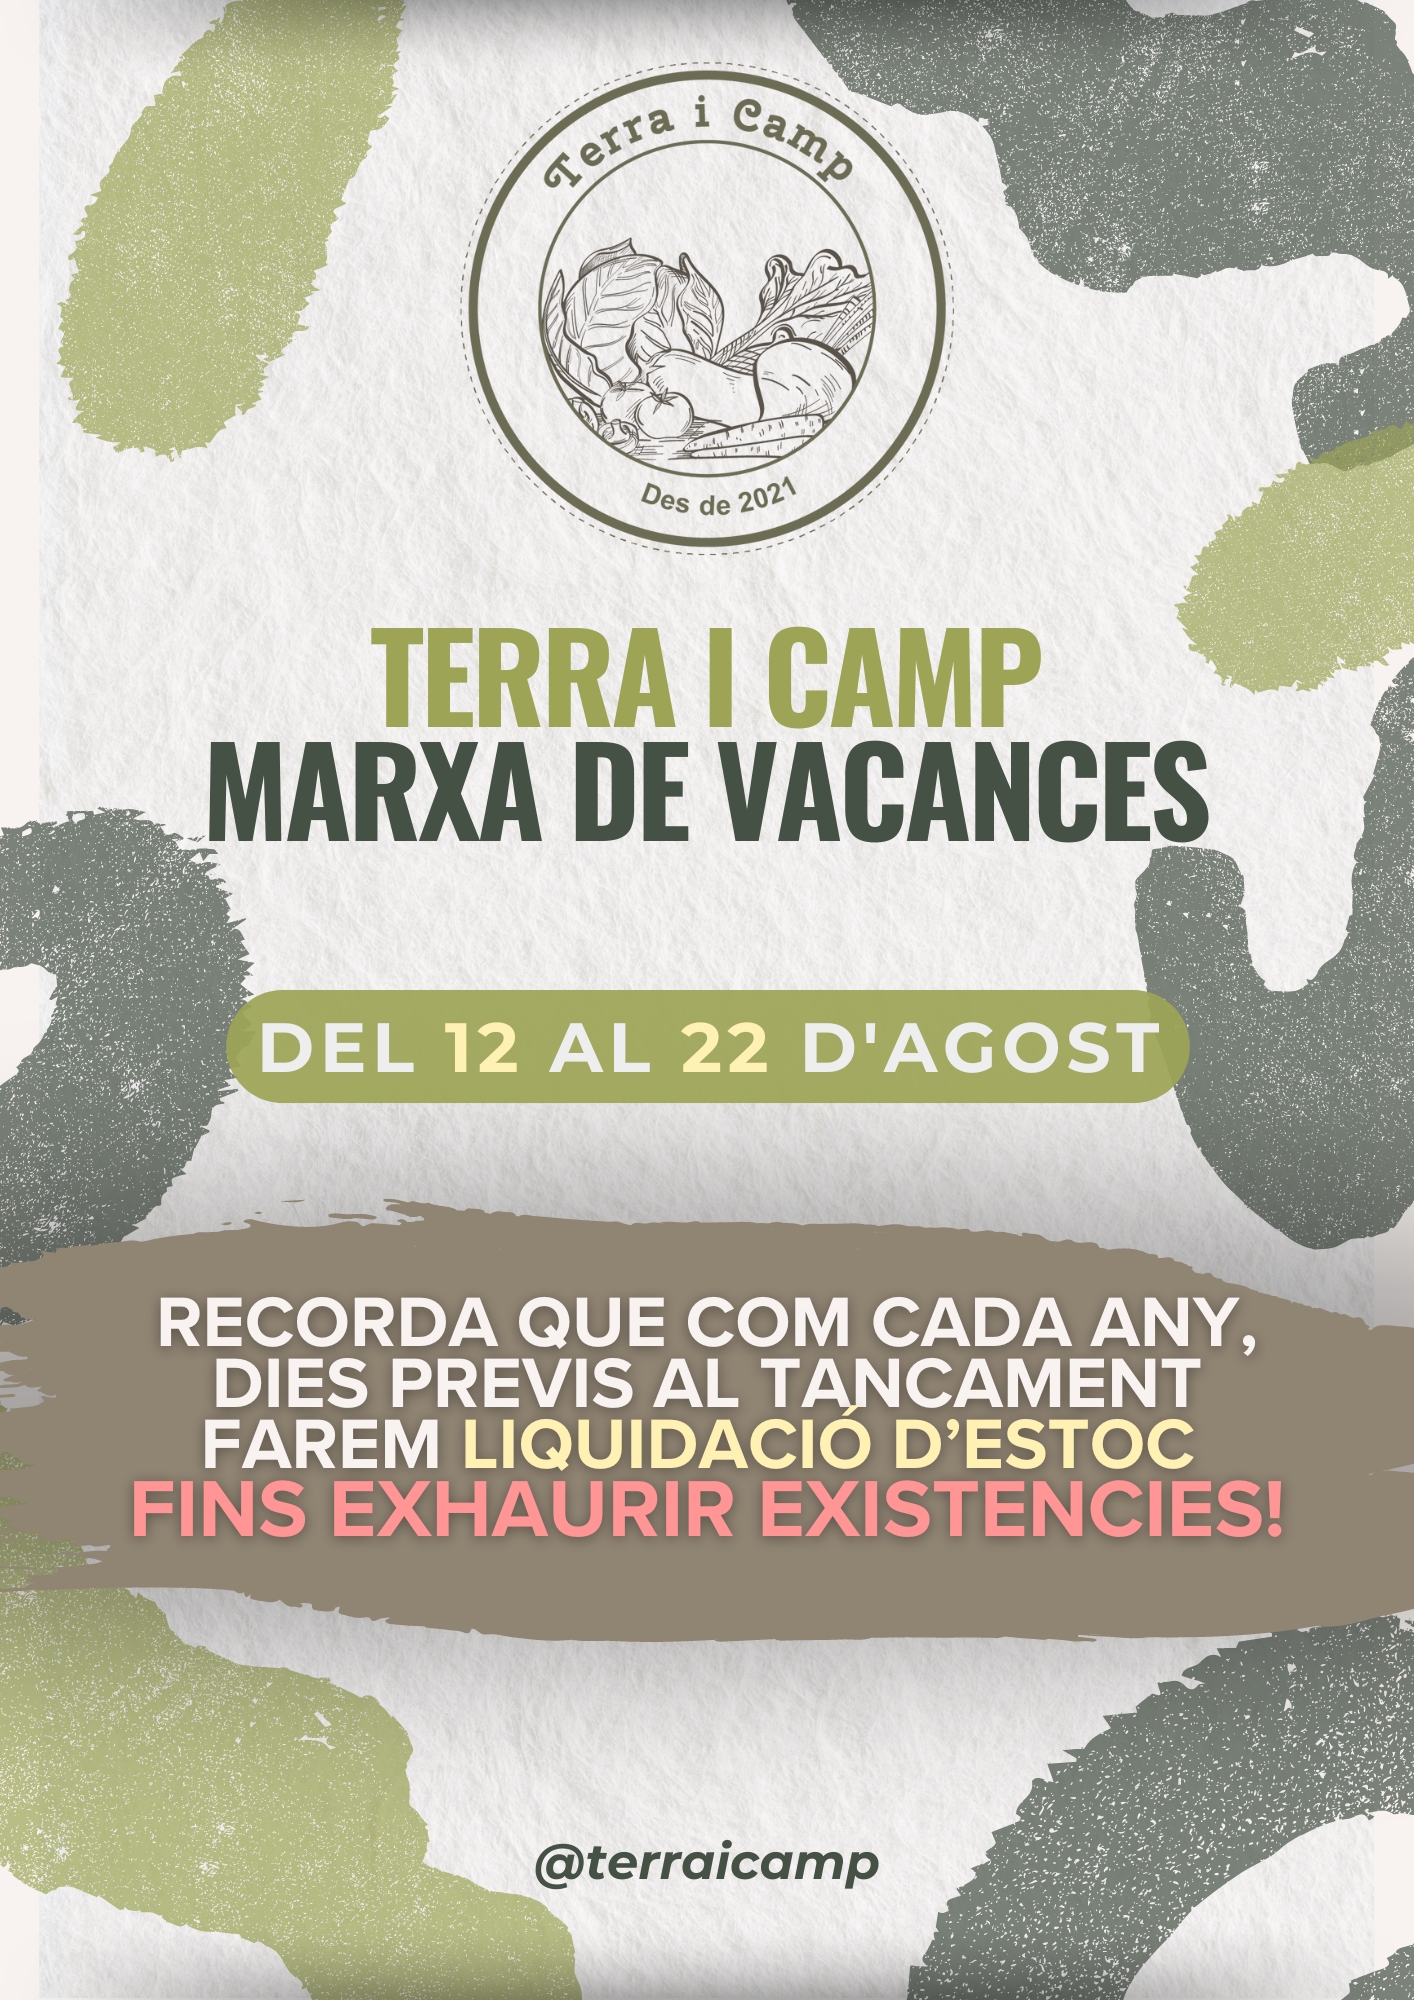 Terra i Camp
Des de 2021
TERRA I CAMP
MARXA DE VACANCES
DEL 12 AL 22 D'AGOST
RECORDA QUE COM CADA ANY,
DIES PREVIS AL TANCAMENT
FAREM LIQUIDACIÓ D’ESTOC
FINS EXHAURIR EXISTENCIES!
@terraicamp